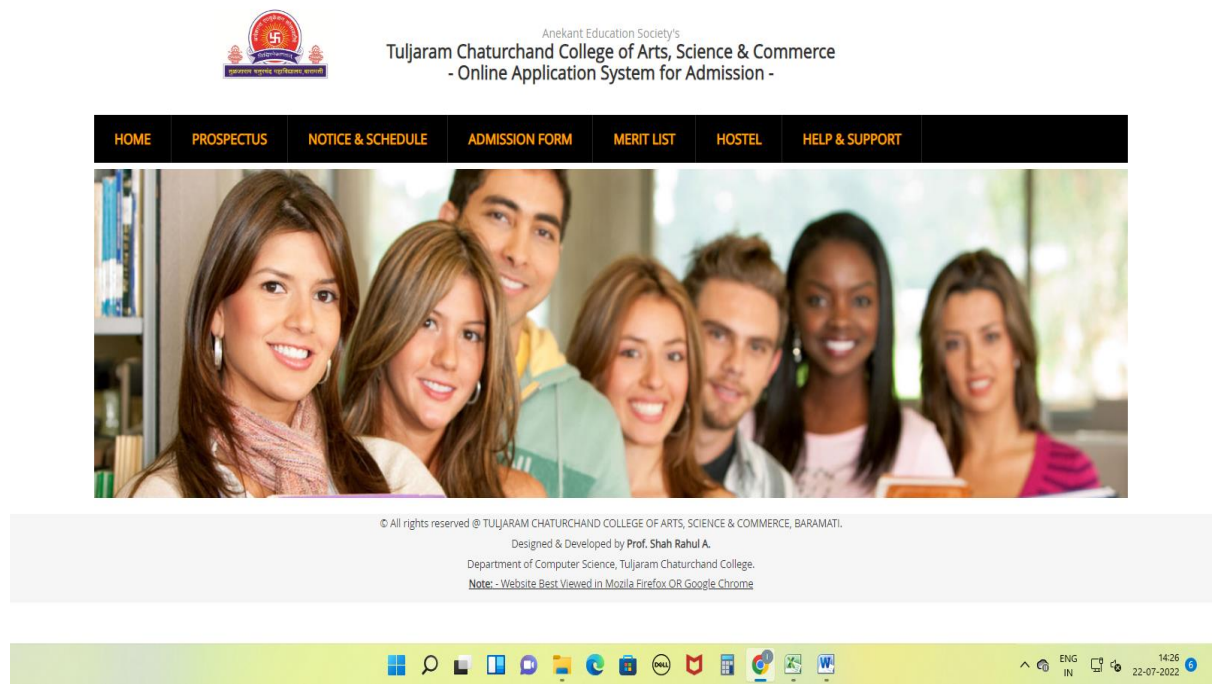 Anekant Education Society's
Tuljaram Chaturchand College of Arts, Science & Commerce
- Online Application System for Admission -
HOME PROSPECTUS NOTICE & SCHEDULE ADMISSION FORM MERIT LIST HOSTEL HELP & SUPPORT
© All rights reserved @ TULJARAM CHATURCHAND COLLEGE OF ARTS, SCIENCE & COMMERCE, BARAMATI.
Designed & Developed by Prof. Shah Rahul A.
Department of Computer Science, Tuljaram Chaturchand College.
Note: - Website Best Viewed in Mozila Firefox OR Google Chrome
ENG
IN
14:26
22-07-2022
6